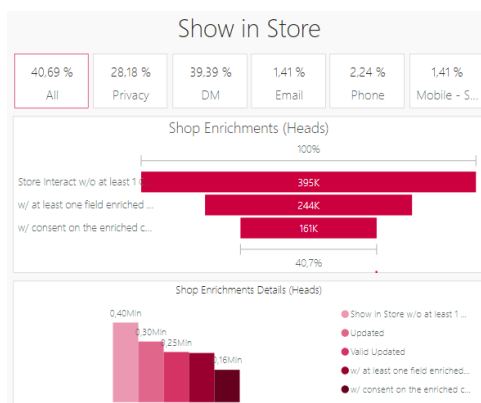 Show in Store
40,69 % 28,18 % 39,39 % 1,41 % 2,24 % 1,41 %
All Privacy DM Email Phone Mobile - S...
Shop Enrichments (Heads)
100%
Store Interact w/o at least 1
395K
w/ at least one field enriched ...
244K
w/ consent on the enriched c...
161K
40,7%
Shop Enrichments Details (Heads)
0,40Mln
0,30Mln
0,25Mln
0,16Mln
Show in Store w/o at least 1 ...
Updated
Valid Updated
w/ at least one field enriched...
w/ consent on the enriched c...